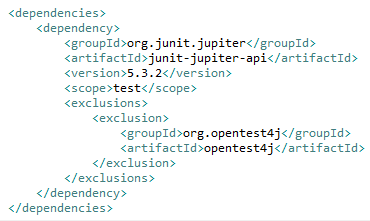 <dependencies>
    <dependency>
        <groupId>org.junit.jupiter</groupId>
        <artifactId>junit-jupiter-api</artifactId>
        <version>5.3.2</version>
        <scope>test</scope>
        <exclusions>
            <exclusion>
                <groupId>org.opentest4j</groupId>
                <artifactId>opentest4j</artifactId>
            </exclusion>
        </exclusions>
    </dependency>
</dependencies>